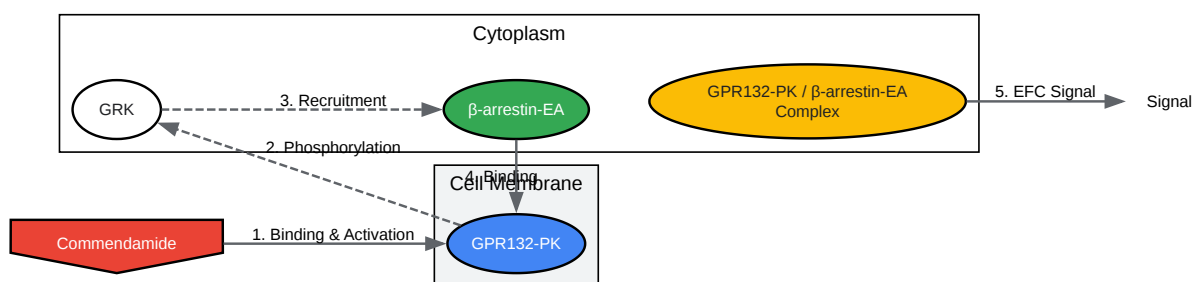 Cytoplasm
GRK
3. Recruitment
β-arrestin-EA
GPR132-PK / β-arrestin-EA
Complex
5. EFC Signal
Signal
2. Phosphorylation
4. Binding
Cell Membrane
Commendamide
1. Binding & Activation
GPR132-PK